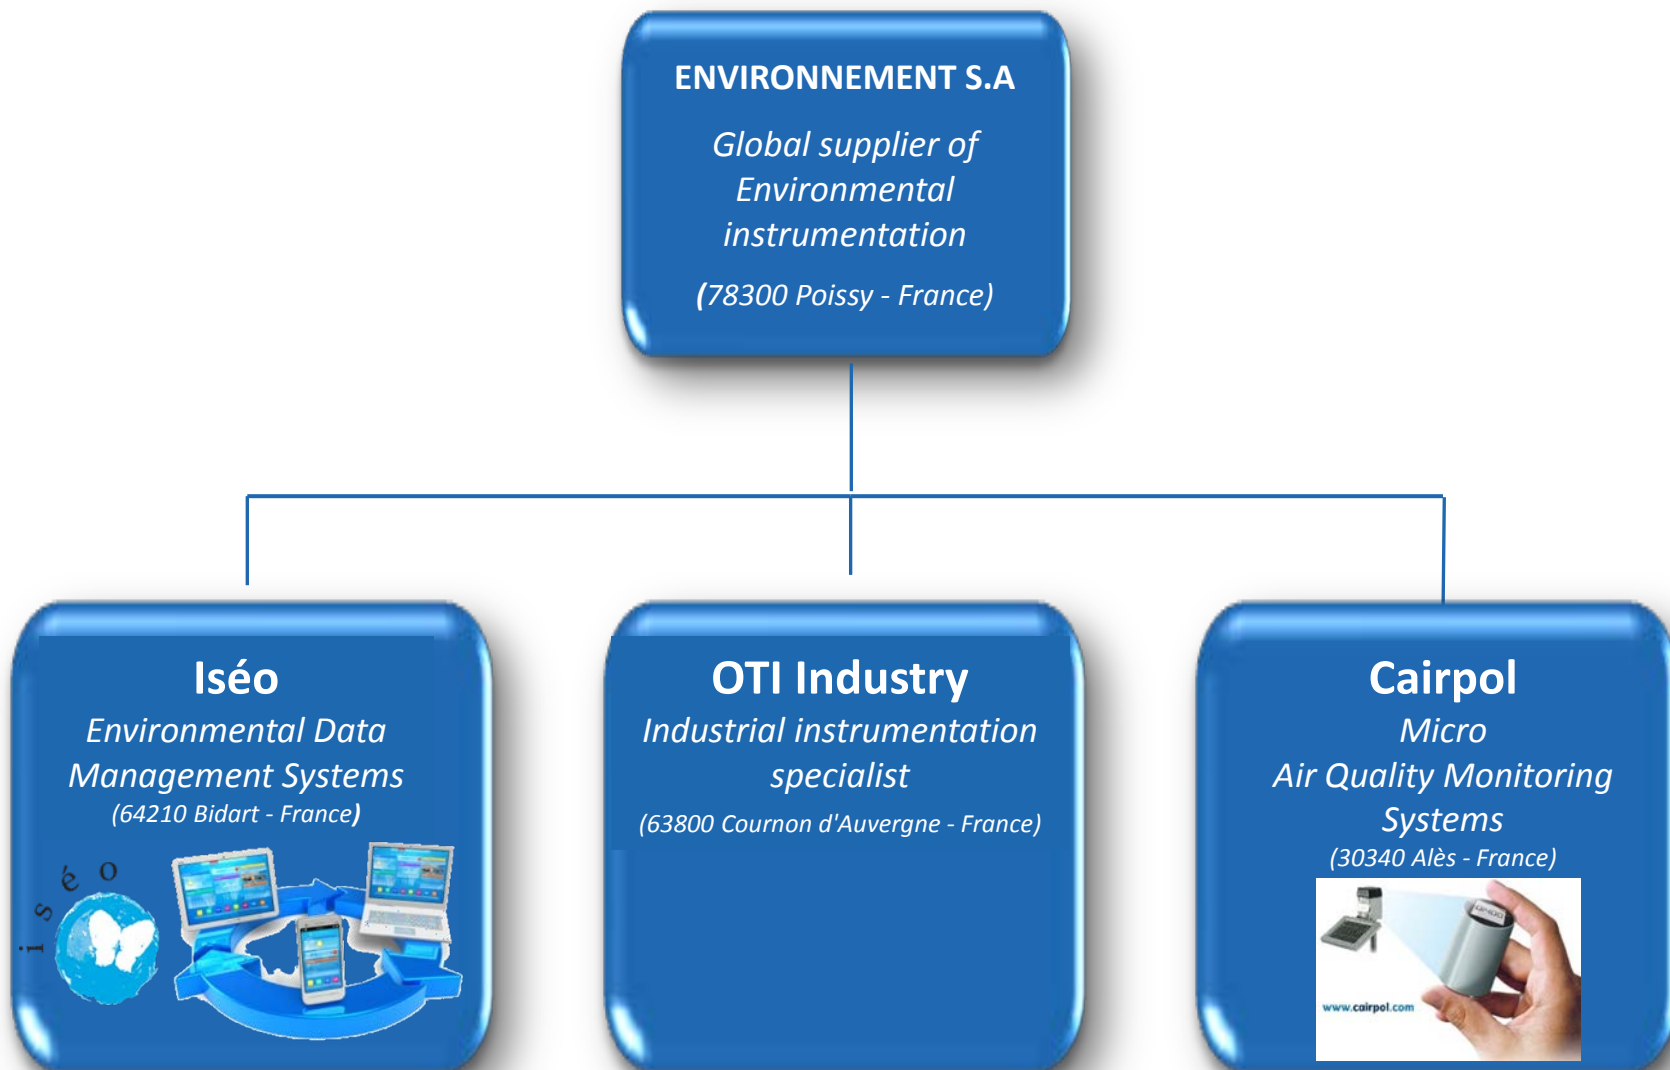 ENVIRONNEMENT S.A
Global supplier of
Environmental
instrumentation
(78300 Poissy - France)
Iséo
Environmental Data
Management Systems
(64210 Bidart - France)
iséo
OTI Industry
Industrial instrumentation
specialist
(63800 Cournon d'Auvergne - France)
Cairpol
Micro
Air Quality Monitoring
Systems
(30340 Alès - France)
www.cairpol.com